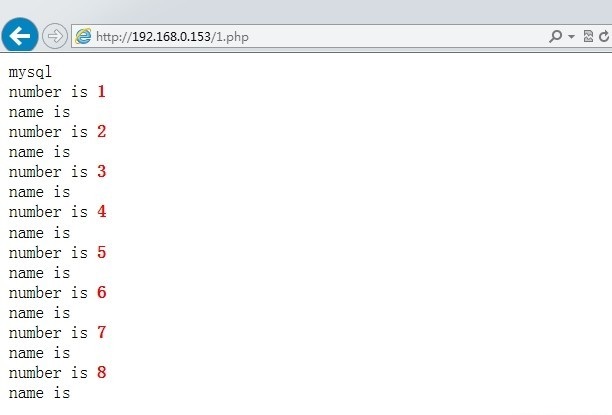 http://192.168.0.153/1.php
mysql
number is 1
name is
number is 2
name is
number is 3
name is
number is 4
name is
number is 5
name is
number is 6
name is
number is 7
name is
number is 8
name is